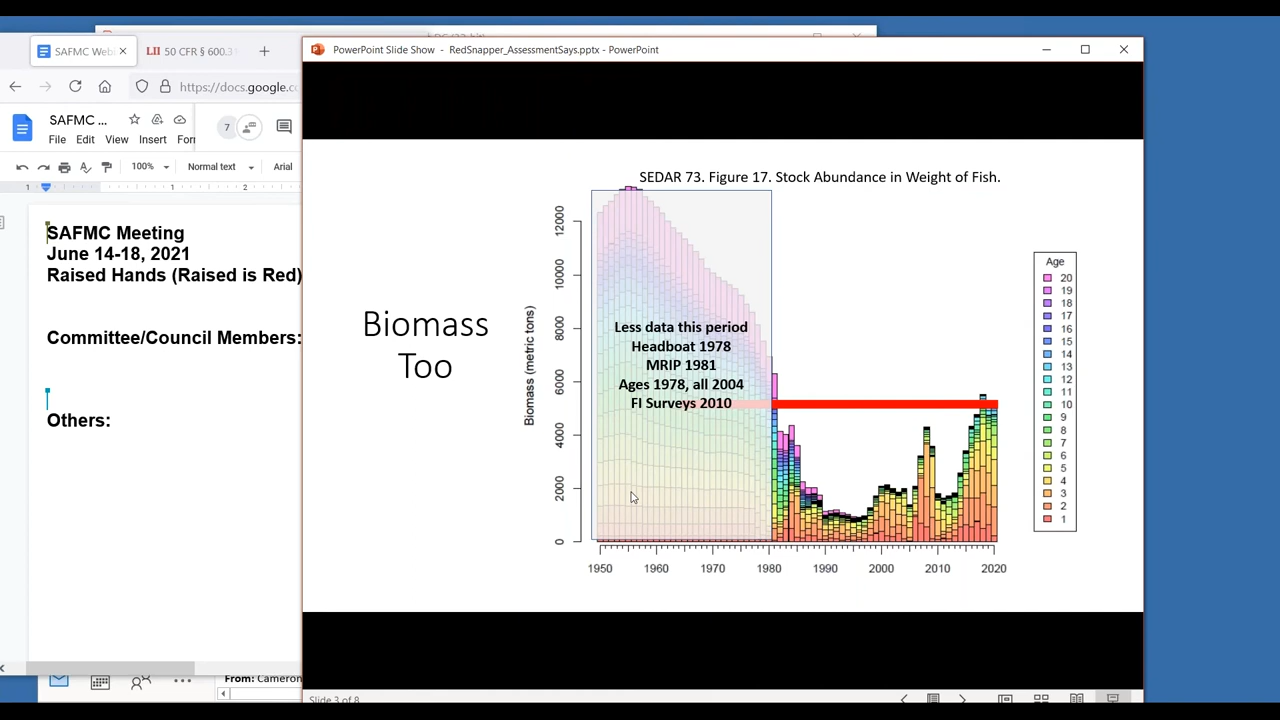 SAFMC Web
LII 50 CFR § 600.3
https://docs.google.c
SAFMC ...
7
File Edit View Insert For
100% Normal text Arial
1 1 2
SAFMC Meeting
June 14-18, 2021
Raised Hands (Raised is Red)
Committee/Council Members:
Others:
From: Cameron
PowerPoint Slide Show - RedSnapper_AssessmentSays.pptx - PowerPoint
SEDAR 73. Figure 17. Stock Abundance in Weight of Fish.
Biomass
Too
Biomass (metric tons)
12000
10000
8000
6000
4000
2000
0
Less data this period
Headboat 1978
MRIP 1981
Ages 1978, all 2004
FI Surveys 2010
1950 1960 1970 1980 1990 2000 2010 2020
Age
20
19
18
17
16
15
14
13
12
11
10
9
8
7
6
5
4
3
2
1
Slide 3 of 8